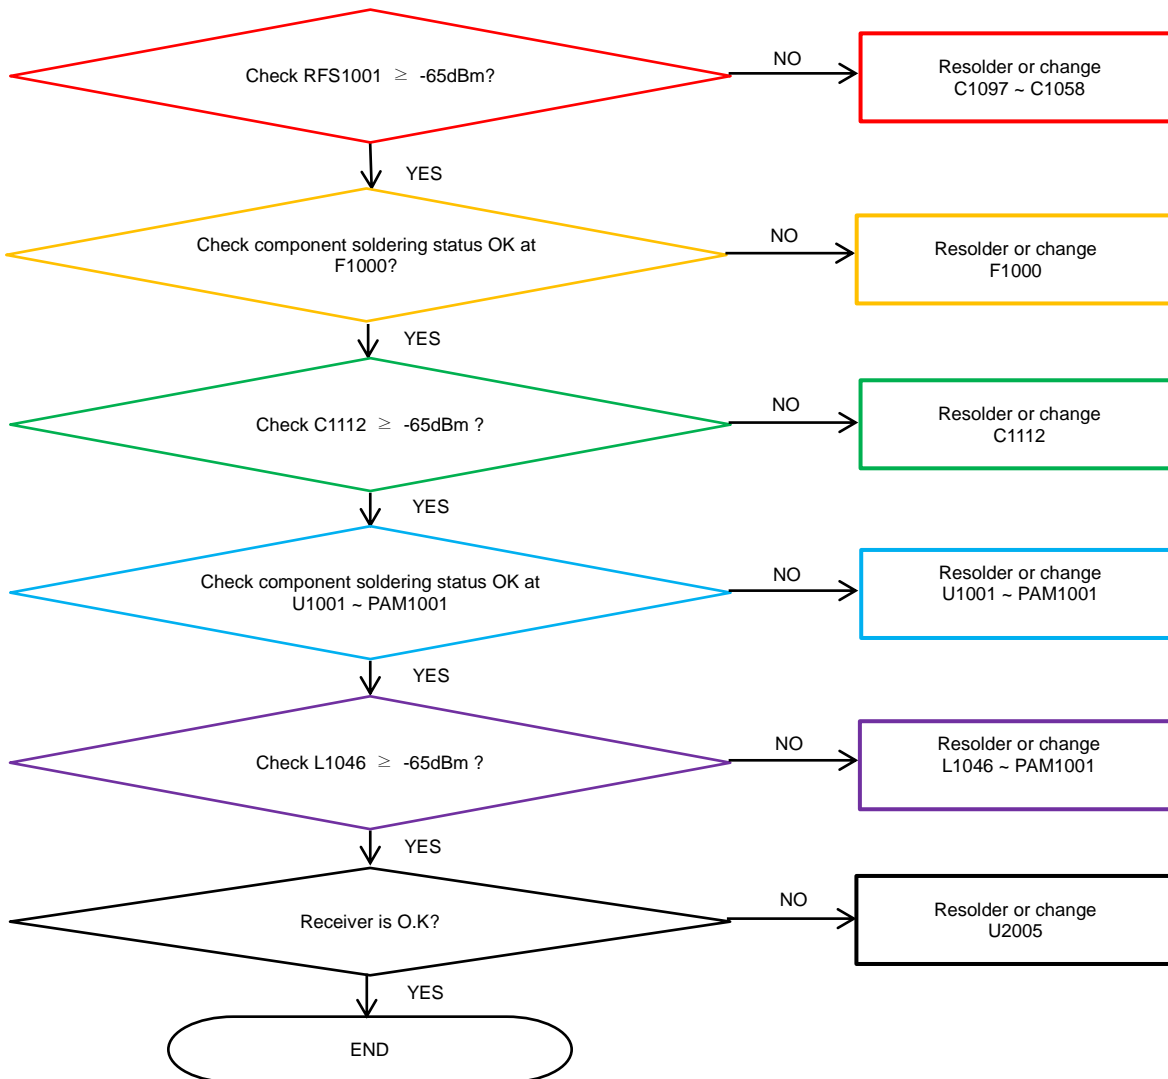 Check RFS1001 ≥ -65dBm?
NO
Resolder or change
C1097 ~ C1058
YES
Check component soldering status OK at
F1000?
NO
Resolder or change
F1000
YES
Check C1112 ≥ -65dBm ?
NO
Resolder or change
C1112
YES
Check component soldering status OK at
U1001 ~ PAM1001
NO
Resolder or change
U1001 ~ PAM1001
YES
Check L1046 ≥ -65dBm ?
NO
Resolder or change
L1046 ~ PAM1001
YES
Receiver is O.K?
NO
Resolder or change
U2005
YES
END